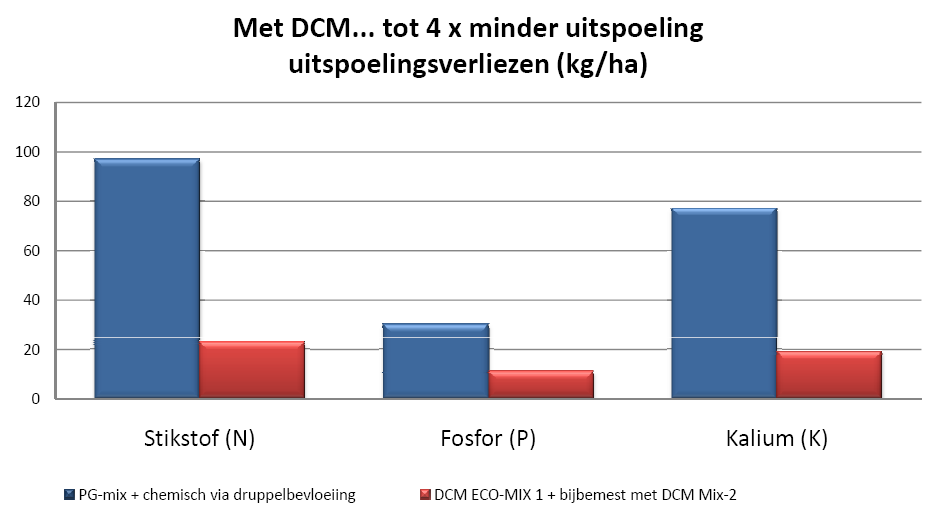 Met DCM... tot 4 x minder uitspoeling
uitspoelingsverliezen (kg/ha)
120
100
80
60
40
20
0
Stikstof (N) Fosfor (P) Kalium (K)
PG-mix + chemisch via druppelbevloeiing DCM ECO-MIX 1 + bijbemest met DCM Mix-2